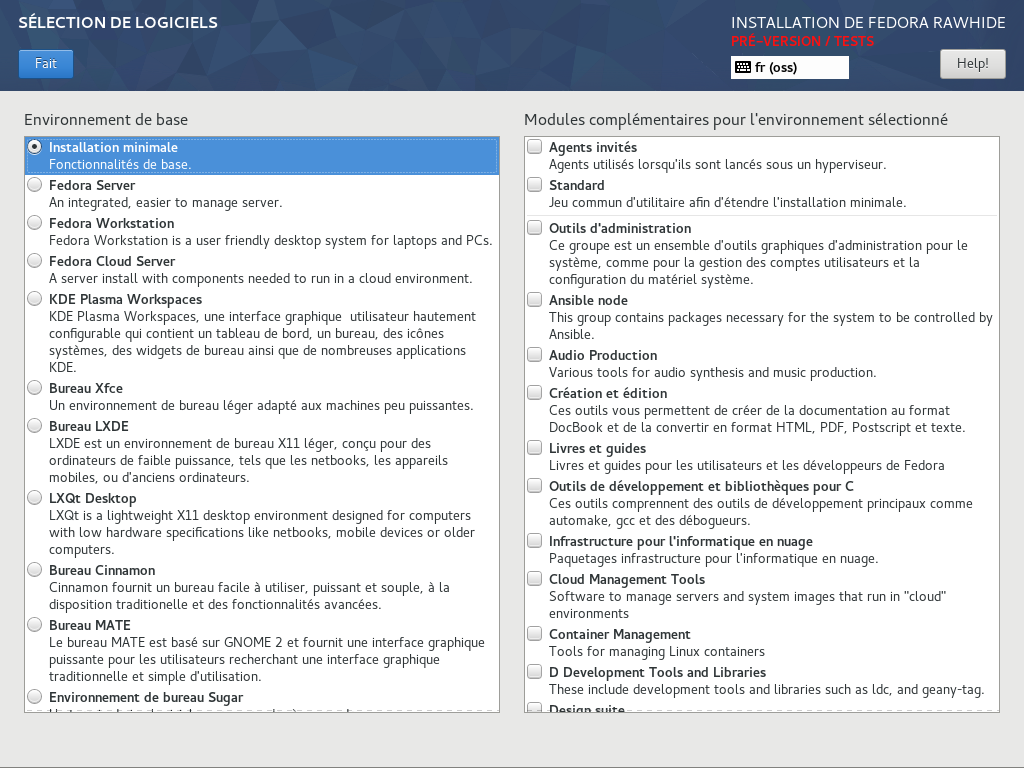 SÉLECTION DE LOGICIELS
INSTALLATION DE FEDORA RAWHIDE
PRÉ-VERSION / TESTS
Fait
fr (oss)
Help!
Environnement de base
Installation minimale
Fonctionnalités de base.
Fedora Server
An integrated, easier to manage server.
Fedora Workstation
Fedora Workstation is a user friendly desktop system for laptops and PCs.
Fedora Cloud Server
A server install with components needed to run in a cloud environment.
KDE Plasma Workspaces
KDE Plasma Workspaces, une interface graphique  utilisateur hautement
configurable qui contient un tableau de bord, un bureau, des icônes
systèmes, des widgets de bureau ainsi que de nombreuses applications
KDE.
Bureau Xfce
Un environnement de bureau léger adapté aux machines peu puissantes.
Bureau LXDE
LXDE est un environnement de bureau X11 léger, conçu pour des
ordinateurs de faible puissance, tels que les netbooks, les appareils
mobiles, ou d'anciens ordinateurs.
LXQt Desktop
LXQt is a lightweight X11 desktop environment designed for computers
with low hardware specifications like netbooks, mobile devices or older
computers.
Bureau Cinnamon
Cinnamon fournit un bureau facile à utiliser, puissant et souple, à la
disposition traditionelle et des fonctionnalités avancées.
Bureau MATE
Le bureau MATE est basé sur GNOME 2 et fournit une interface graphique
puissante pour les utilisateurs recherchant une interface graphique
traditionnelle et simple d'utilisation.
Environnement de bureau Sugar
Modules complémentaires pour l'environnement sélectionné
Agents invités
Agents utilisés lorsqu'ils sont lancés sous un hyperviseur.
Standard
Jeu commun d'utilitaire afin d'étendre l'installation minimale.
Outils d'administration
Ce groupe est un ensemble d'outils graphiques d'administration pour le
système, comme pour la gestion des comptes utilisateurs et la
configuration du matériel système.
Ansible node
This group contains packages necessary for the system to be controlled by
Ansible.
Audio Production
Various tools for audio synthesis and music production.
Création et édition
Ces outils vous permettent de créer de la documentation au format
DocBook et de la convertir en format HTML, PDF, Postscript et texte.
Livres et guides
Livres et guides pour les utilisateurs et les développeurs de Fedora
Outils de développement et bibliothèques pour C
Ces outils comprennent des outils de développement principaux comme
automake, gcc et des débogueurs.
Infrastructure pour l'informatique en nuage
Paquetages infrastructure pour l'informatique en nuage.
Cloud Management Tools
Software to manage servers and system images that run in "cloud"
environments
Container Management
Tools for managing Linux containers
D Development Tools and Libraries
These include development tools and libraries such as ldc, and geany-tag.
Design suite